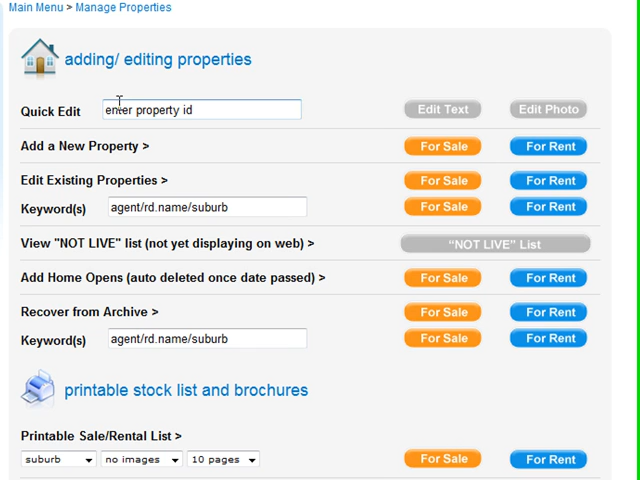 Main Menu > Manage Properties
adding/ editing properties
Quick Edit enter property id Edit Text Edit Photo
Add a New Property > For Sale For Rent
Edit Existing Properties > For Sale For Rent
Keyword(s) agent/rd.name/suburb For Sale For Rent
View "NOT LIVE" list (not yet displaying on web) > “NOT LIVE” List
Add Home Opens (auto deleted once date passed) > For Sale For Rent
Recover from Archive > For Sale For Rent
Keyword(s) agent/rd.name/suburb For Sale For Rent
printable stock list and brochures
Printable Sale/Rental List >
suburb no images 10 pages For Sale For Rent